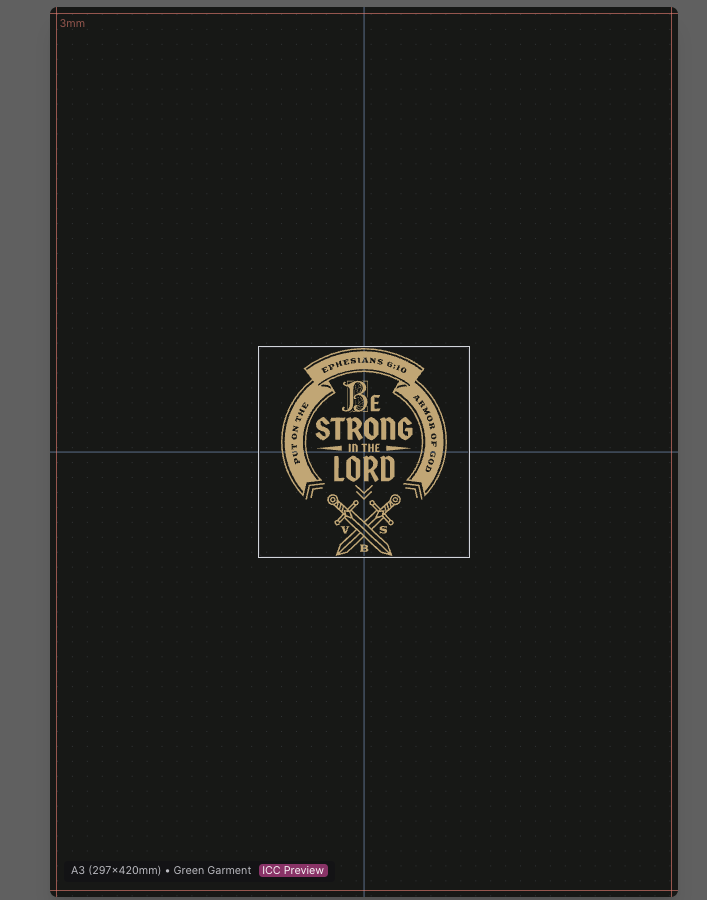 3mm
EPHESIANS 6:10
PUT ON THE
ARMOR OF GOD
BE
STRONG
IN THE
LORD
V S
B
A3 (297×420mm) • Green Garment ICC Preview